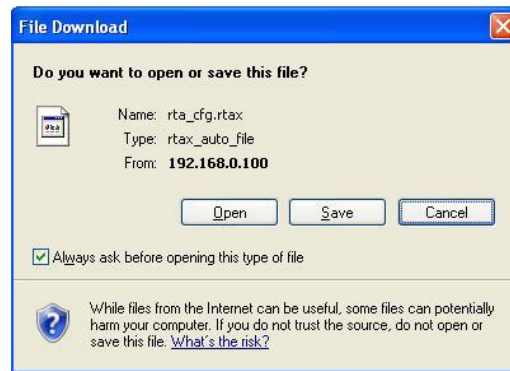 File Download
Do you want to open or save this file?
Name: rta_cfg.rtax
Type: rtax_auto_file
From: 192.168.0.100
Open Save Cancel
Always ask before opening this type of file
While files from the Internet can be useful, some files can potentially
harm your computer. If you do not trust the source, do not open or
save this file. What's the risk?